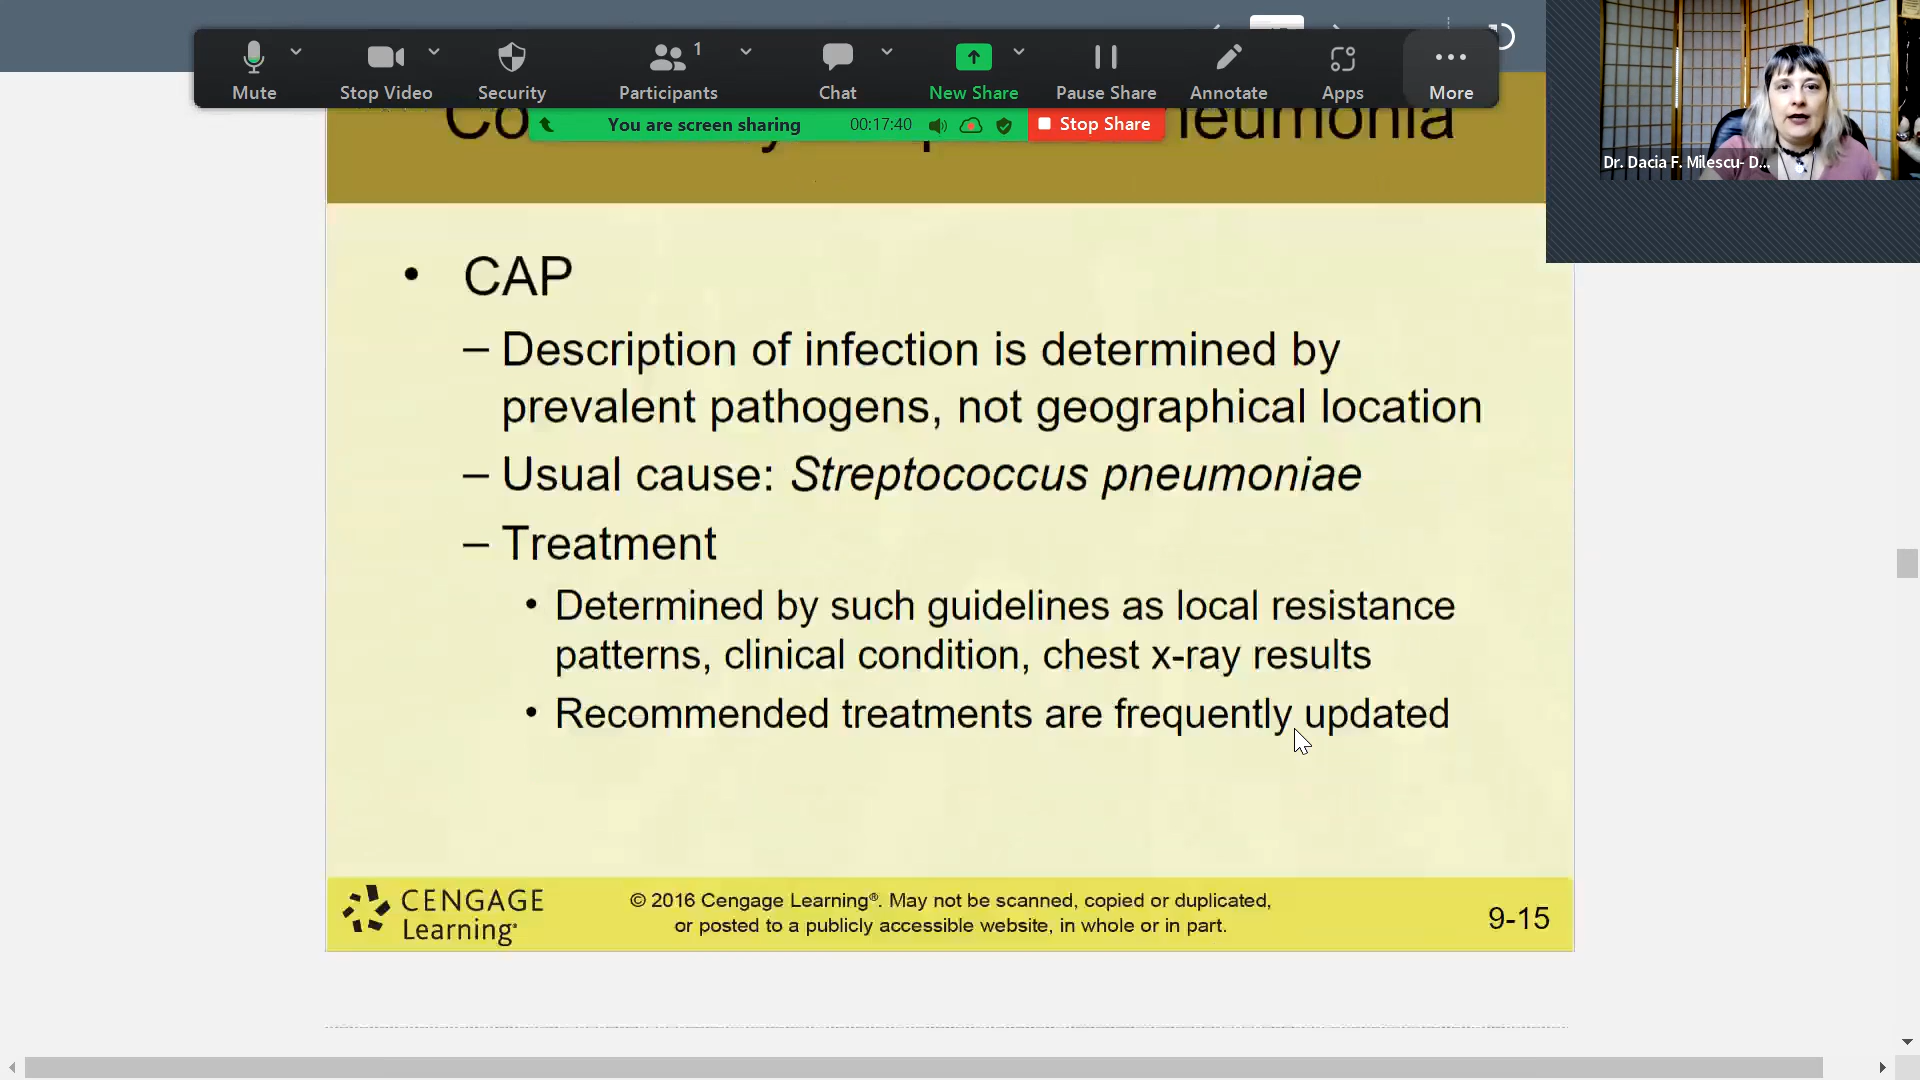 1
Mute
Stop Video
Security
Participants
Chat
New Share
Pause Share
Annotate
Apps
More
You are screen sharing
00:17:40
Stop Share
Dr. Dacia F. Milescu- D...
• CAP
– Description of infection is determined by
prevalent pathogens, not geographical location
– Usual cause: Streptococcus pneumoniae
– Treatment
• Determined by such guidelines as local resistance
patterns, clinical condition, chest x-ray results
• Recommended treatments are frequently updated
CENGAGE
Learning®
© 2016 Cengage Learning®. May not be scanned, copied or duplicated,
or posted to a publicly accessible website, in whole or in part.
9-15